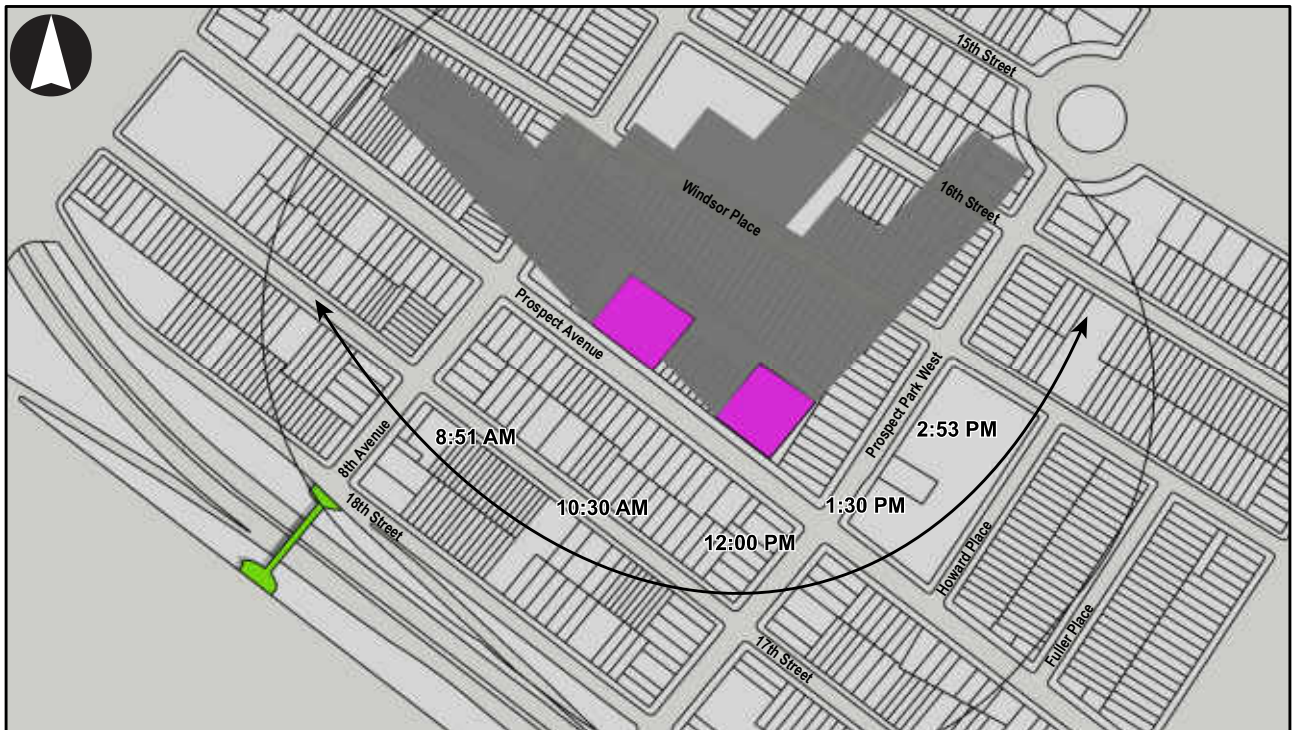 15th Street
16th Street
Windsor Place
Prospect Avenue
Prospect Park West
8:51 AM
2:53 PM
8th Avenue
10:30 AM
1:30 PM
18th Street
12:00 PM
Howard Place
Fuller Place
17th Street